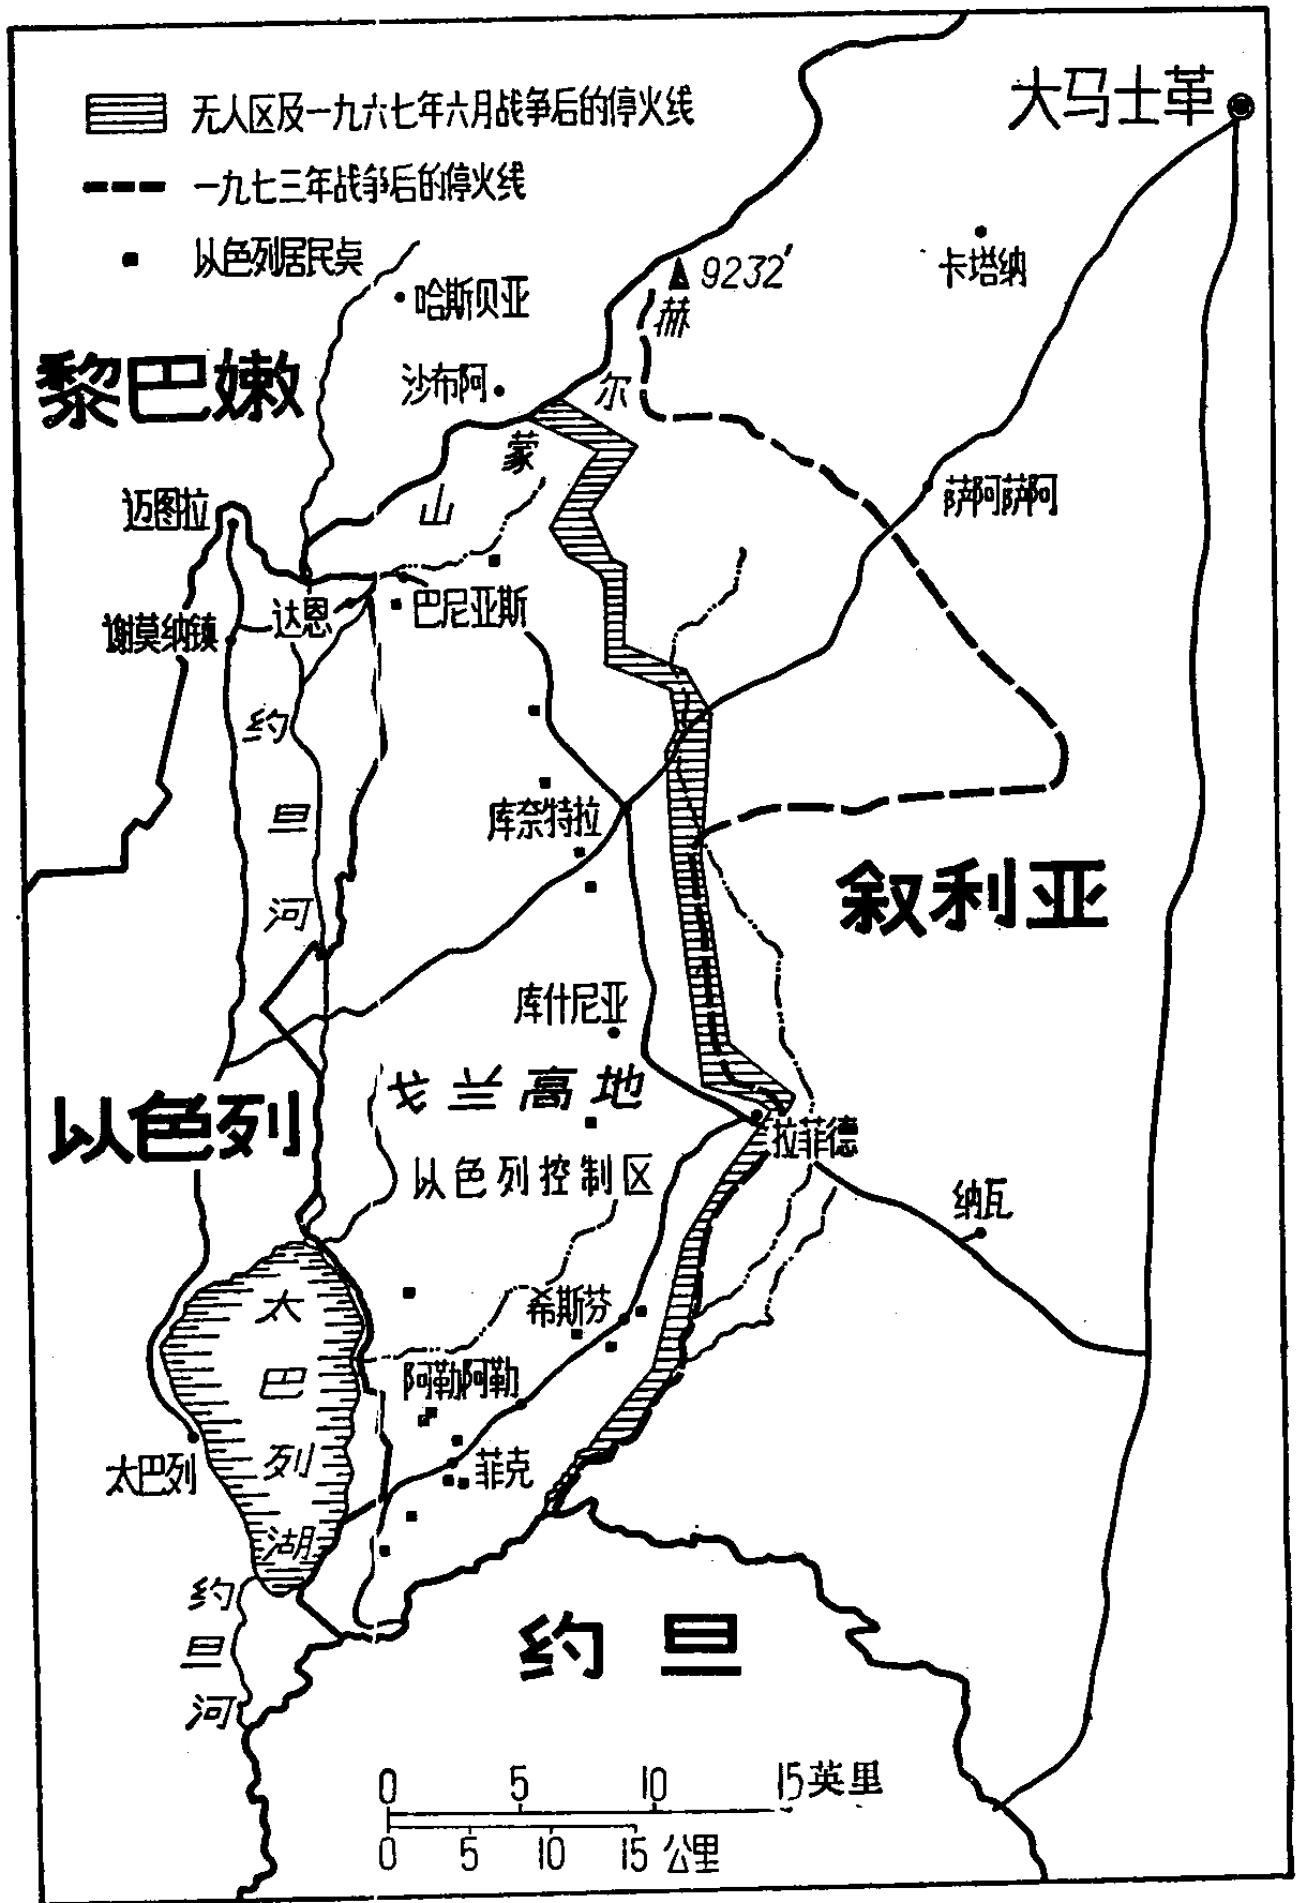 无人区及一九六七年六月战争后的停火线
一九七三年战争后的停火线
以色列居民点
大马士革
卡塔纳
9232′
哈斯贝亚
赫
尔
蒙
山
黎巴嫩
沙布阿
迈图拉
萨阿萨阿
谢莫纳镇
达恩
巴尼亚斯
约
旦
河
库奈特拉
叙利亚
库什尼亚
戈兰高地
以色列
拉菲德
以色列控制区
纳瓦
太
巴
列
湖
希斯芬
阿勒阿勒
太巴列
菲克
约
旦
河
约旦
0 5 10 15英里
0 5 10 15 公里